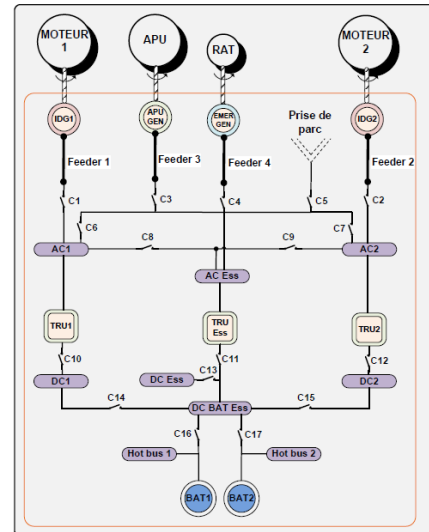 MOTEUR
1
APU
RAT
MOTEUR
2
IDG1
APU
GEN
EMER
GEN
Prise de
parc
IDG2
Feeder 1
Feeder 3
Feeder 4
Feeder 2
C1
C3
C4
C5
C2
C6
C7
C8
C9
AC1
AC2
AC Ess
TRU1
TRU
Ess
TRU2
C10
C11
C12
C13
DC Ess
DC1
DC2
C14
C15
DC BAT Ess
C16
C17
Hot bus 1
Hot bus 2
BAT1
BAT2